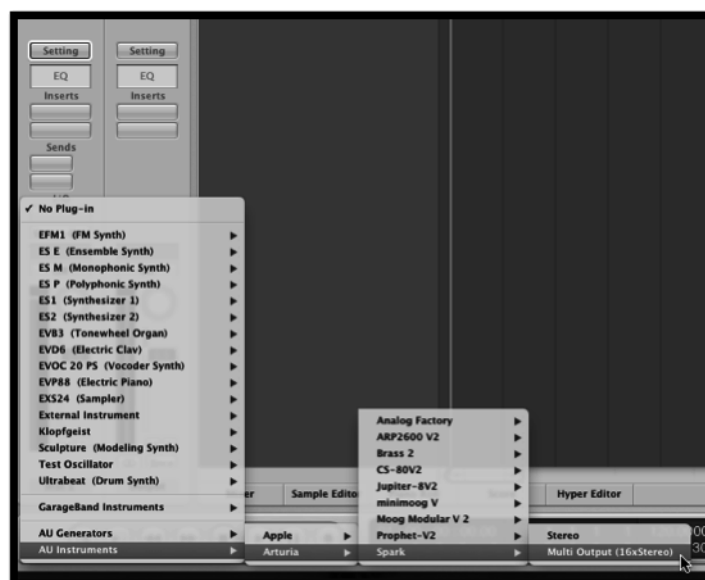 Setting
Setting
EQ
EQ
Inserts
Inserts
Sends
✓ No Plug-in
EFM1 (FM Synth)
ES E (Ensemble Synth)
ES M (Monophonic Synth)
ES P (Polyphonic Synth)
ES1 (Synthesizer 1)
ES2 (Synthesizer 2)
EVB3 (Tonewheel Organ)
EVD6 (Electric Clav)
EVOC 20 PS (Vocoder Synth)
EVP88 (Electric Piano)
EXS24 (Sampler)
External Instrument
Klopfgeist
Sculpture (Modeling Synth)
Test Oscillator
Ultrabeat (Drum Synth)
GarageBand Instruments
AU Generators
AU Instruments
Apple
Arturia
Analog Factory
ARP2600 V2
Brass 2
CS-80V2
Jupiter-8V2
minimoog V
Moog Modular V 2
Prophet-V2
Spark
Stereo
Multi Output (16xStereo)
Sample Edito
Hyper Editor